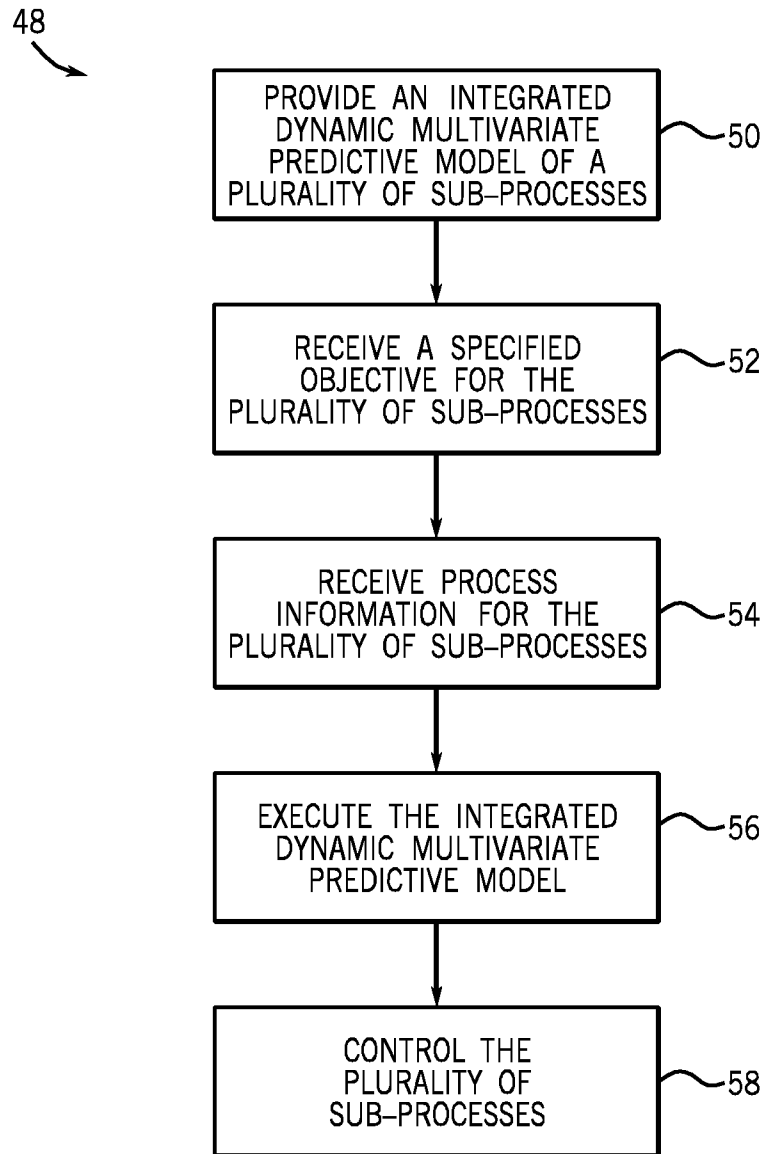 48
PROVIDE AN INTEGRATED
DYNAMIC MULTIVARIATE
PREDICTIVE MODEL OF A
PLURALITY OF SUB–PROCESSES
50
RECEIVE A SPECIFIED
OBJECTIVE FOR THE
PLURALITY OF SUB–PROCESSES
52
RECEIVE PROCESS
INFORMATION FOR THE
PLURALITY OF SUB–PROCESSES
54
EXECUTE THE INTEGRATED
DYNAMIC MULTIVARIATE
PREDICTIVE MODEL
56
CONTROL THE
PLURALITY OF
SUB–PROCESSES
58